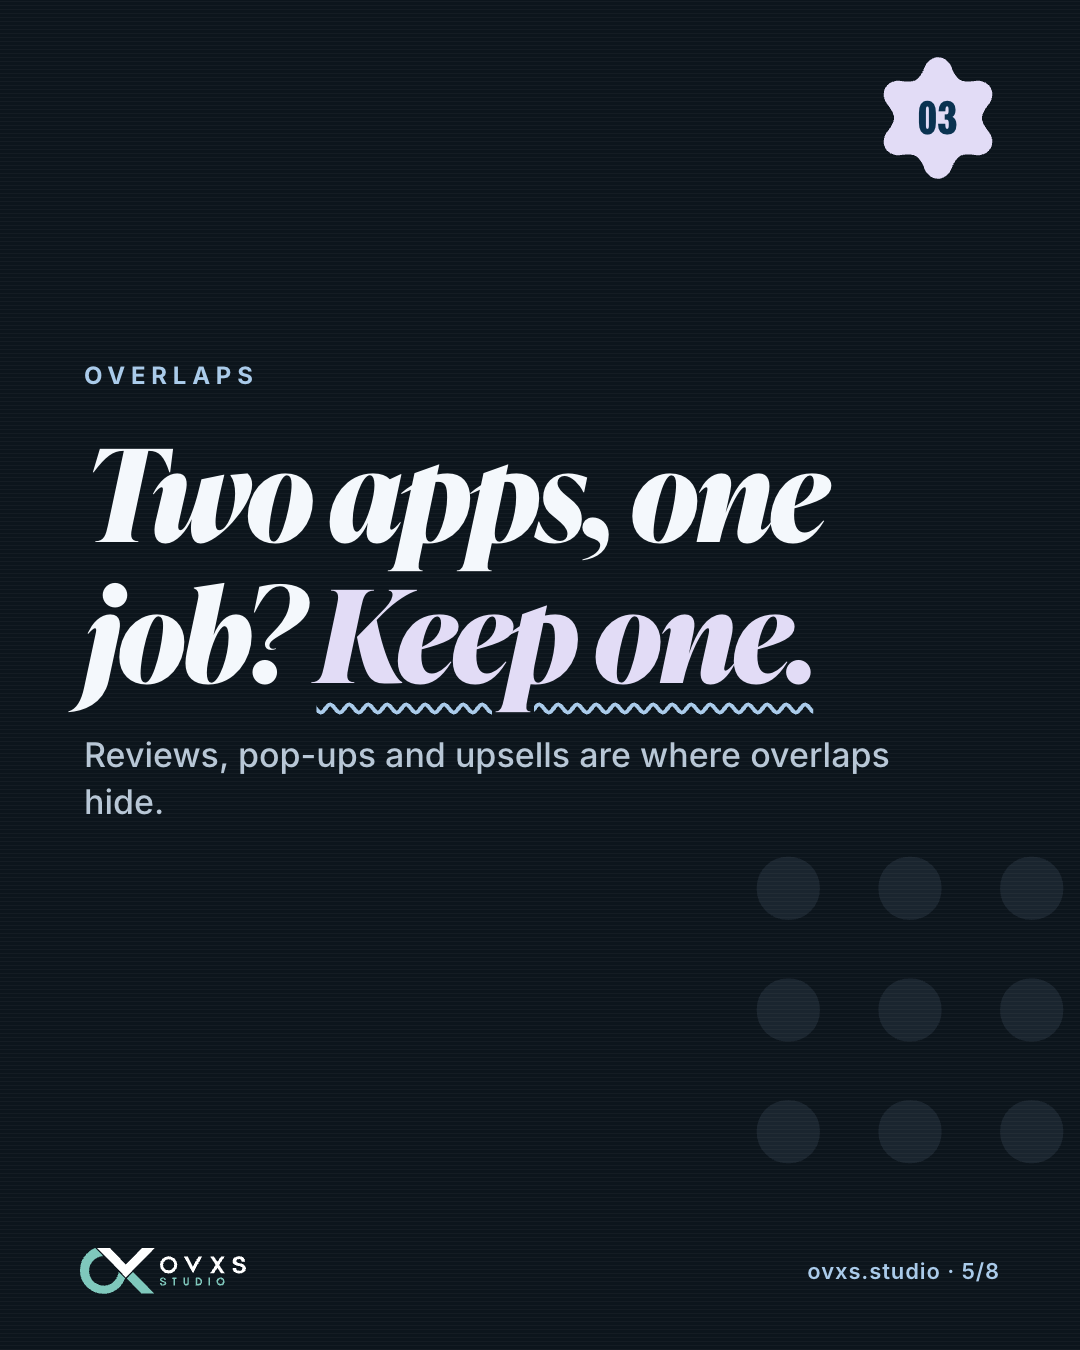 03
OVERLAPS
Two apps, one
job? Keep one.
Reviews, pop-ups and upsells are where overlaps
hide.
OVXS
STUDIO
ovxs.studio · 5/8